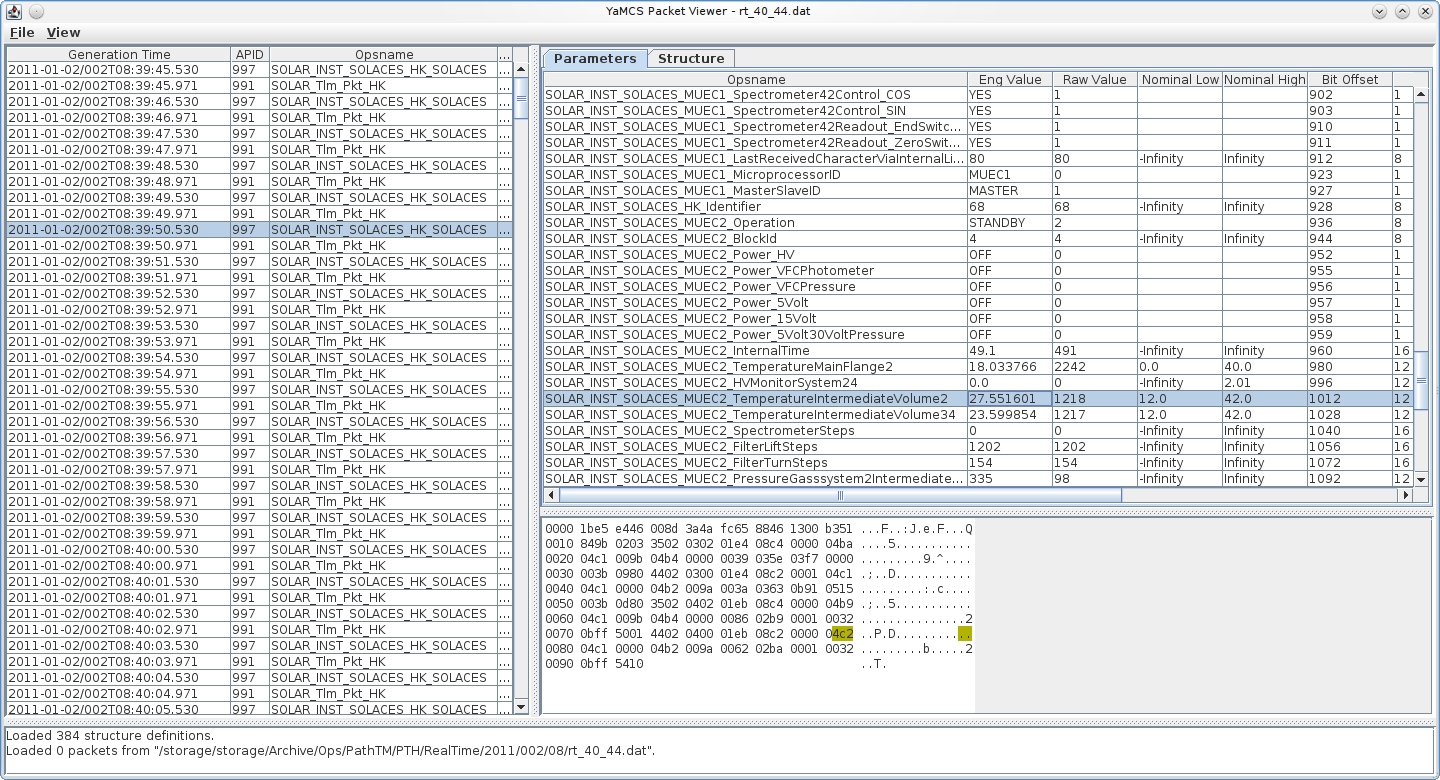 YaMCS Packet Viewer - rt_40_44.dat
File View
Generation Time APID Opsname ...
2011-01-02/002T08:39:45.530 997 SOLAR_INST_SOLACES_HK_SOLACES ...
2011-01-02/002T08:39:45.971 991 SOLAR_Tlm_Pkt_HK ...
2011-01-02/002T08:39:46.530 997 SOLAR_INST_SOLACES_HK_SOLACES ...
2011-01-02/002T08:39:46.971 991 SOLAR_Tlm_Pkt_HK ...
2011-01-02/002T08:39:47.530 997 SOLAR_INST_SOLACES_HK_SOLACES ...
2011-01-02/002T08:39:47.971 991 SOLAR_Tlm_Pkt_HK ...
2011-01-02/002T08:39:48.530 997 SOLAR_INST_SOLACES_HK_SOLACES ...
2011-01-02/002T08:39:48.971 991 SOLAR_Tlm_Pkt_HK ...
2011-01-02/002T08:39:49.530 997 SOLAR_INST_SOLACES_HK_SOLACES ...
2011-01-02/002T08:39:49.971 991 SOLAR_Tlm_Pkt_HK ...
2011-01-02/002T08:39:50.530 997 SOLAR_INST_SOLACES_HK_SOLACES ...
2011-01-02/002T08:39:50.971 991 SOLAR_Tlm_Pkt_HK ...
2011-01-02/002T08:39:51.530 997 SOLAR_INST_SOLACES_HK_SOLACES ...
2011-01-02/002T08:39:51.971 991 SOLAR_Tlm_Pkt_HK ...
2011-01-02/002T08:39:52.530 997 SOLAR_INST_SOLACES_HK_SOLACES ...
2011-01-02/002T08:39:52.971 991 SOLAR_Tlm_Pkt_HK ...
2011-01-02/002T08:39:53.530 997 SOLAR_INST_SOLACES_HK_SOLACES ...
2011-01-02/002T08:39:53.971 991 SOLAR_Tlm_Pkt_HK ...
2011-01-02/002T08:39:54.530 997 SOLAR_INST_SOLACES_HK_SOLACES ...
2011-01-02/002T08:39:54.971 991 SOLAR_Tlm_Pkt_HK ...
2011-01-02/002T08:39:55.530 997 SOLAR_INST_SOLACES_HK_SOLACES ...
2011-01-02/002T08:39:55.971 991 SOLAR_Tlm_Pkt_HK ...
2011-01-02/002T08:39:56.530 997 SOLAR_INST_SOLACES_HK_SOLACES ...
2011-01-02/002T08:39:56.971 991 SOLAR_Tlm_Pkt_HK ...
2011-01-02/002T08:39:57.530 997 SOLAR_INST_SOLACES_HK_SOLACES ...
2011-01-02/002T08:39:57.971 991 SOLAR_Tlm_Pkt_HK ...
2011-01-02/002T08:39:58.530 997 SOLAR_INST_SOLACES_HK_SOLACES ...
2011-01-02/002T08:39:58.971 991 SOLAR_Tlm_Pkt_HK ...
2011-01-02/002T08:39:59.530 997 SOLAR_INST_SOLACES_HK_SOLACES ...
2011-01-02/002T08:39:59.971 991 SOLAR_Tlm_Pkt_HK ...
2011-01-02/002T08:40:00.530 997 SOLAR_INST_SOLACES_HK_SOLACES ...
2011-01-02/002T08:40:00.971 991 SOLAR_Tlm_Pkt_HK ...
2011-01-02/002T08:40:01.530 997 SOLAR_INST_SOLACES_HK_SOLACES ...
2011-01-02/002T08:40:01.971 991 SOLAR_Tlm_Pkt_HK ...
2011-01-02/002T08:40:02.530 997 SOLAR_INST_SOLACES_HK_SOLACES ...
2011-01-02/002T08:40:02.971 991 SOLAR_Tlm_Pkt_HK ...
2011-01-02/002T08:40:03.530 997 SOLAR_INST_SOLACES_HK_SOLACES ...
2011-01-02/002T08:40:03.971 991 SOLAR_Tlm_Pkt_HK ...
2011-01-02/002T08:40:04.530 997 SOLAR_INST_SOLACES_HK_SOLACES ...
2011-01-02/002T08:40:04.971 991 SOLAR_Tlm_Pkt_HK ...
2011-01-02/002T08:40:05.530 997 SOLAR_INST_SOLACES_HK_SOLACES ...
Parameters Structure
Opsname Eng Value Raw Value Nominal Low Nominal High Bit Offset
SOLAR_INST_SOLACES_MUEC1_Spectrometer42Control_COS YES 1 902 1
SOLAR_INST_SOLACES_MUEC1_Spectrometer42Control_SIN YES 1 903 1
SOLAR_INST_SOLACES_MUEC1_Spectrometer42Readout_EndSwitc... YES 1 910 1
SOLAR_INST_SOLACES_MUEC1_Spectrometer42Readout_ZeroSwit... YES 1 911 1
SOLAR_INST_SOLACES_MUEC1_LastReceivedCharacterViaInternalLi... 80 80 -Infinity Infinity 912 8
SOLAR_INST_SOLACES_MUEC1_MicroprocessorID MUEC1 0 923 1
SOLAR_INST_SOLACES_MUEC1_MasterSlaveID MASTER 1 927 1
SOLAR_INST_SOLACES_HK_Identifier 68 68 -Infinity Infinity 928 8
SOLAR_INST_SOLACES_MUEC2_Operation STANDBY 2 936 8
SOLAR_INST_SOLACES_MUEC2_BlockId 4 4 -Infinity Infinity 944 8
SOLAR_INST_SOLACES_MUEC2_Power_HV OFF 0 952 1
SOLAR_INST_SOLACES_MUEC2_Power_VFCPhotometer OFF 0 955 1
SOLAR_INST_SOLACES_MUEC2_Power_VFCPressure OFF 0 956 1
SOLAR_INST_SOLACES_MUEC2_Power_5Volt OFF 0 957 1
SOLAR_INST_SOLACES_MUEC2_Power_15Volt OFF 0 958 1
SOLAR_INST_SOLACES_MUEC2_Power_5Volt30VoltPressure OFF 0 959 1
SOLAR_INST_SOLACES_MUEC2_InternalTime 49.1 491 -Infinity Infinity 960 16
SOLAR_INST_SOLACES_MUEC2_TemperatureMainFlange2 18.033766 2242 0.0 40.0 980 12
SOLAR_INST_SOLACES_MUEC2_HVMonitorSystem24 0.0 0 -Infinity 2.01 996 12
SOLAR_INST_SOLACES_MUEC2_TemperatureIntermediateVolume2 27.551601 1218 12.0 42.0 1012 12
SOLAR_INST_SOLACES_MUEC2_TemperatureIntermediateVolume34 23.599854 1217 12.0 42.0 1028 12
SOLAR_INST_SOLACES_MUEC2_SpectrometerSteps 0 0 -Infinity Infinity 1040 16
SOLAR_INST_SOLACES_MUEC2_FilterLiftSteps 1202 1202 -Infinity Infinity 1056 16
SOLAR_INST_SOLACES_MUEC2_FilterTurnSteps 154 154 -Infinity Infinity 1072 16
SOLAR_INST_SOLACES_MUEC2_PressureGasssystem2Intermediate... 335 98 -Infinity Infinity 1092 12
0000 1be5 e446 008d 3a4a fc65 8846 1300 b351 ...F..:J.e.F...Q
0010 849b 0203 3502 0302 01e4 08c4 0000 04ba ....5...........
0020 04c1 009b 04b4 0000 0039 035e 03f7 0000 .........9.^....
0030 003b 0980 4402 0300 01e4 08c2 0001 04c1 .;..D...........
0040 04c1 0000 04b2 009a 003a 0363 0b91 0515 .........:.c....
0050 003b 0d80 3502 0402 01eb 08c4 0000 04b9 .;..5...........
0060 04c1 009b 04b4 0000 0086 02b9 0001 0032 ...............2
0070 0bff 5001 4402 0400 01eb 08c2 0000 04c2 ..P.D...........
0080 04c1 0000 04b2 009a 0062 02ba 0001 0032 .........b.....2
0090 0bff 5410 ..T.
Loaded 384 structure definitions.
Loaded 0 packets from "/storage/storage/Archive/Ops/PathTM/PTH/RealTime/2011/002/08/rt_40_44.dat".